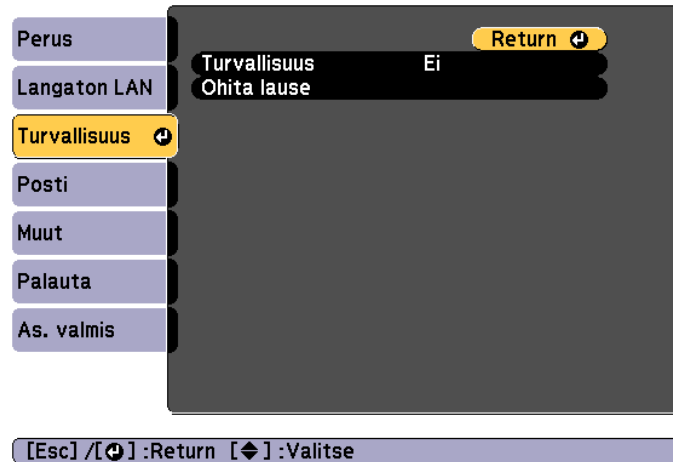 Perus
Langaton LAN
Turvallisuus
Posti
Muut
Palauta
As. valmis
Return
Turvallisuus Ei
Ohita lause
[Esc] /[⏎] :Return [◆] :Valitse